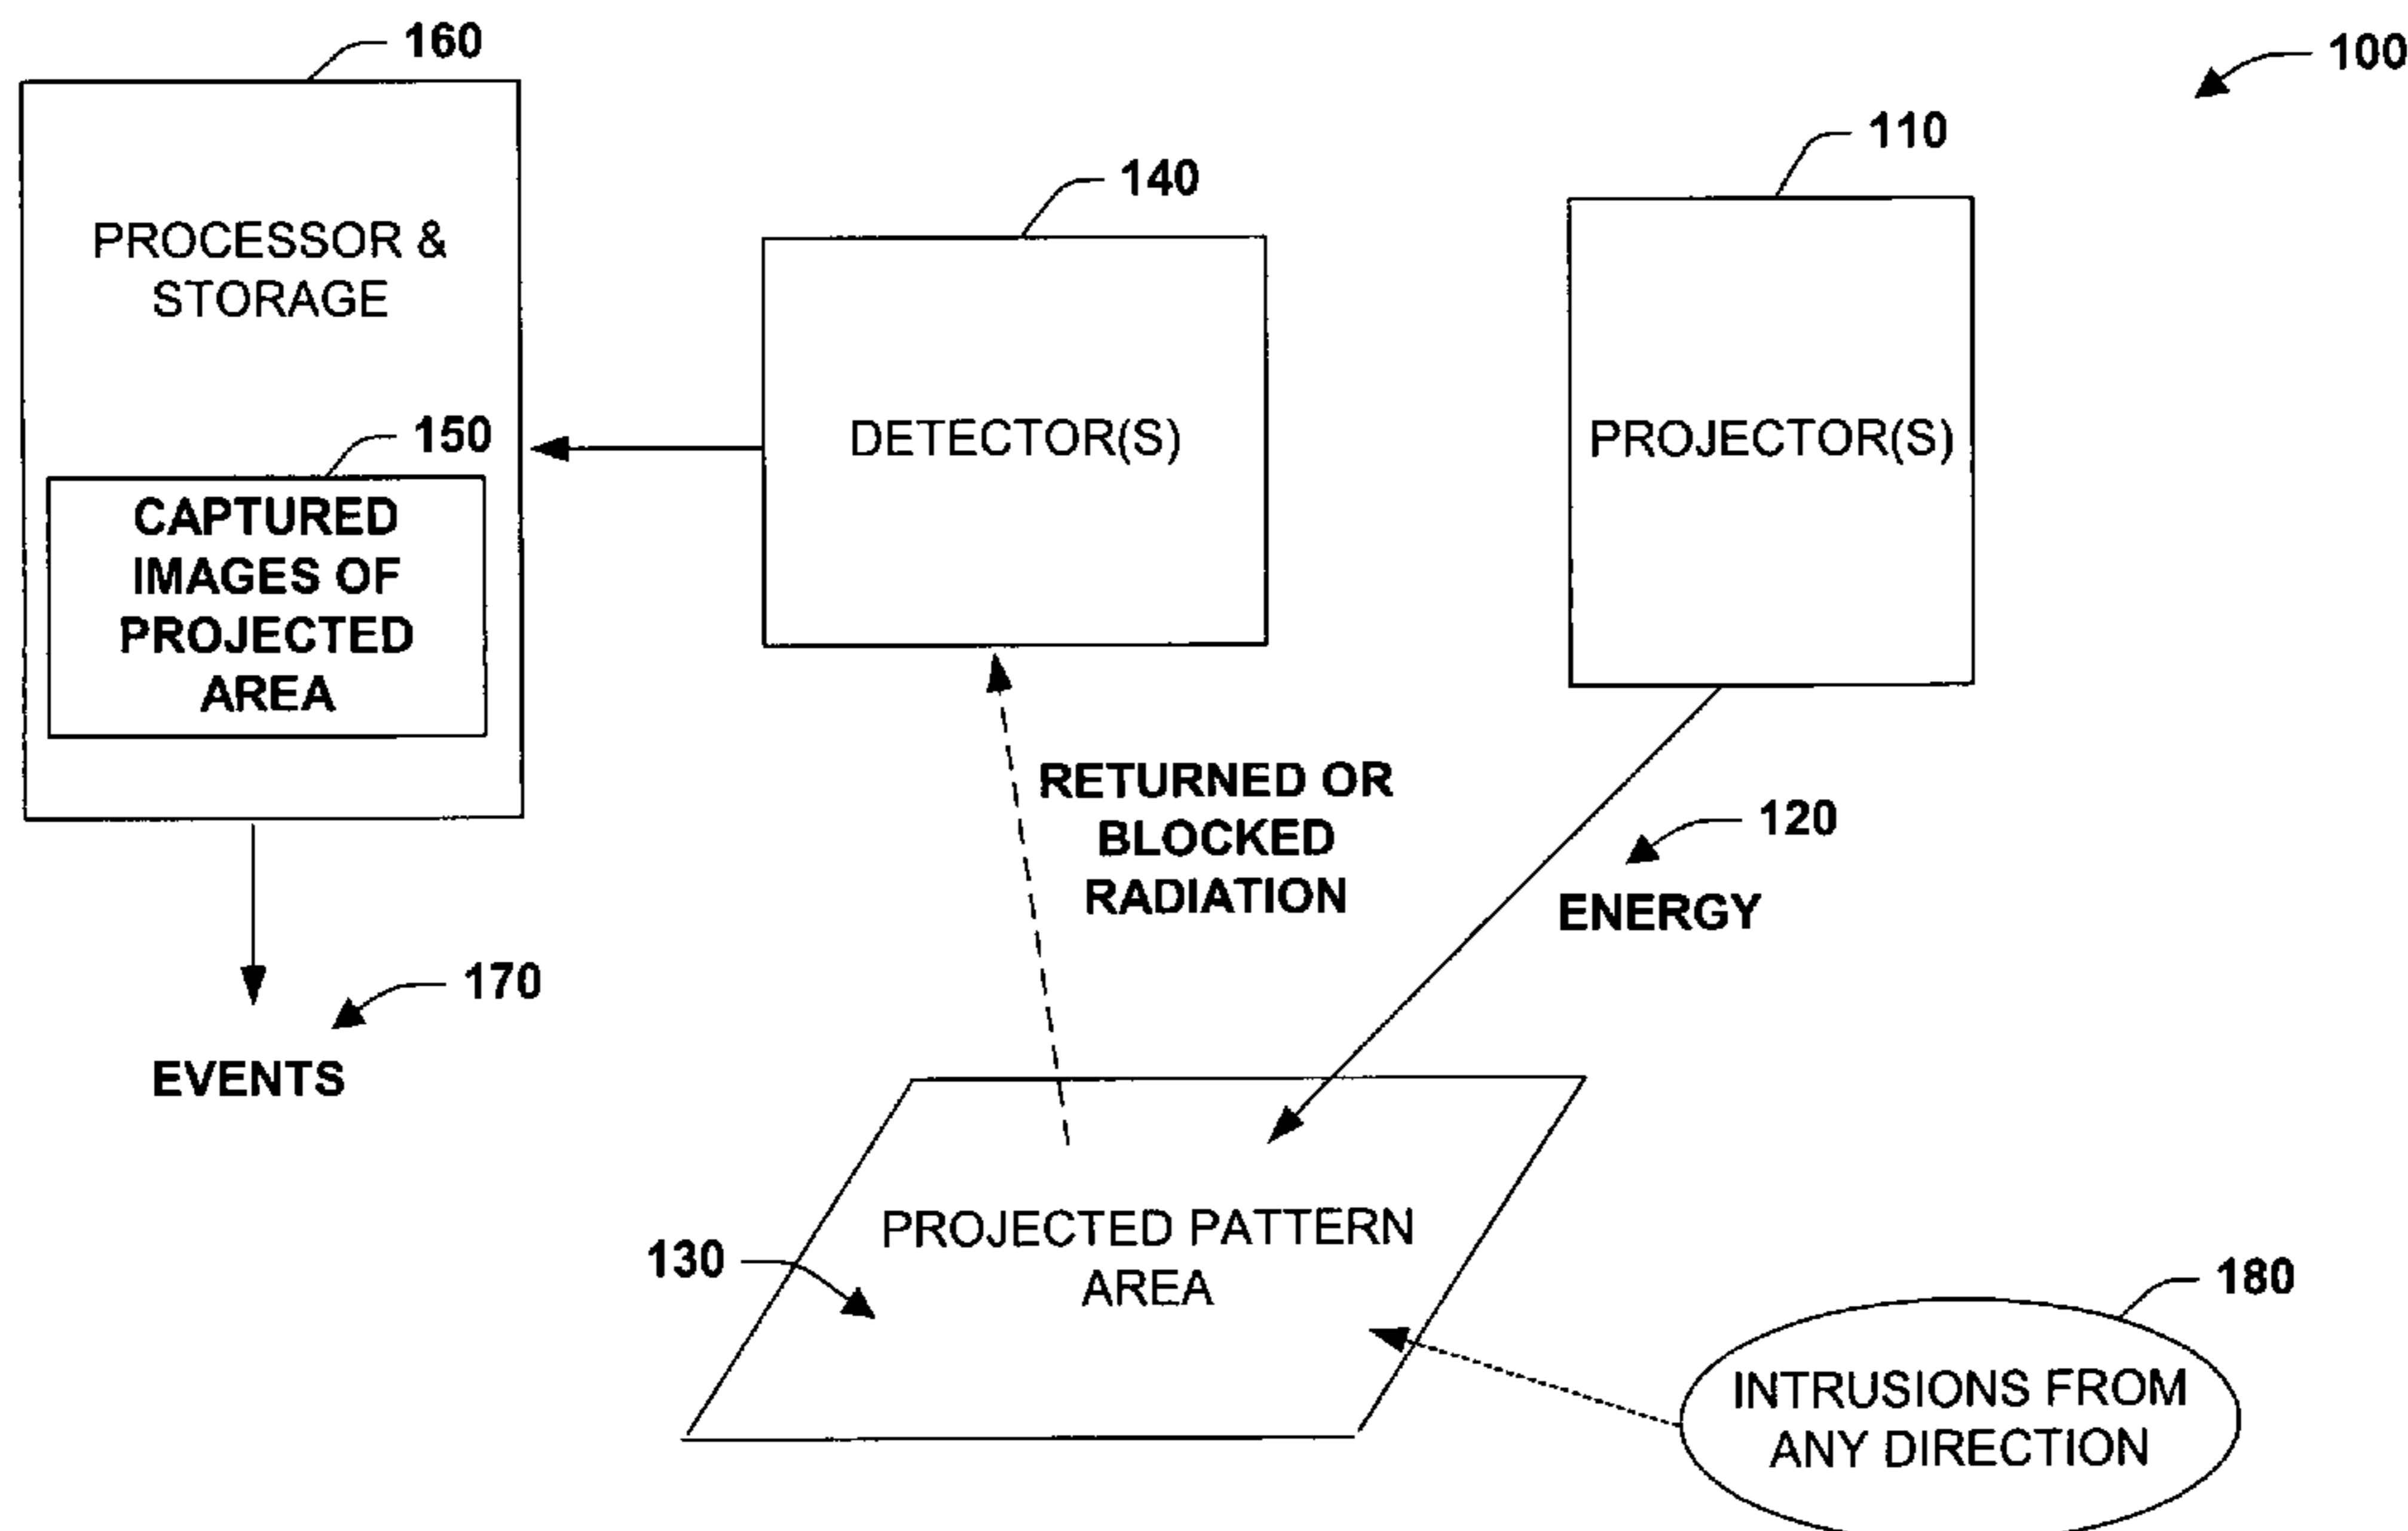 160
100
110
140
PROCESSOR &
STORAGE
150
DETECTOR(S)
PROJECTOR(S)
CAPTURED
IMAGES OF
PROJECTED
AREA
RETURNED OR
BLOCKED
RADIATION
120
ENERGY
170
EVENTS
PROJECTED PATTERN
AREA
130
180
INTRUSIONS FROM
ANY DIRECTION